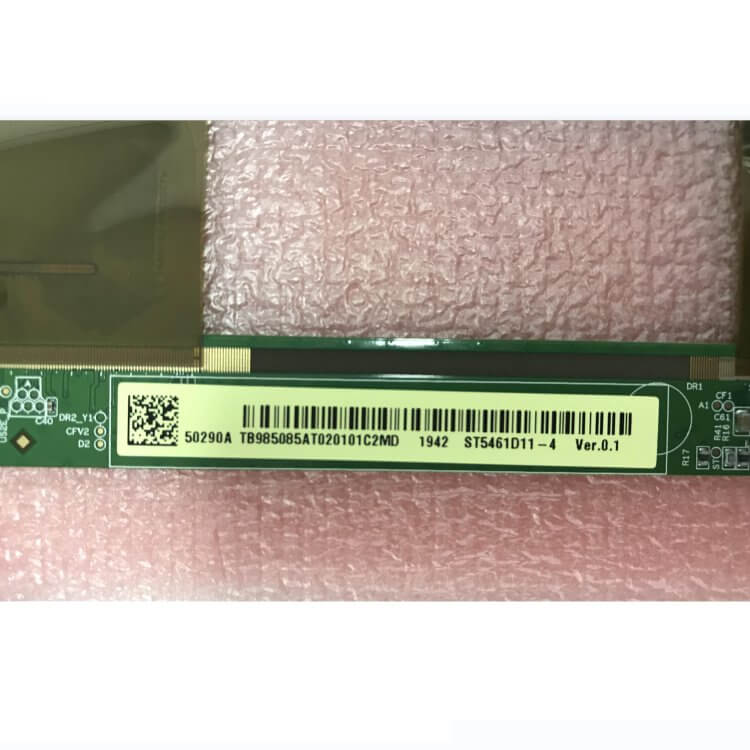 50290A TB985085AT020101C2MD 1942 ST5461D11-4 Ver.0.1
A
C40
DR2_Y1
CFV2
D2
DR1
CF1
A1
C61
R41
R16
R17
ST